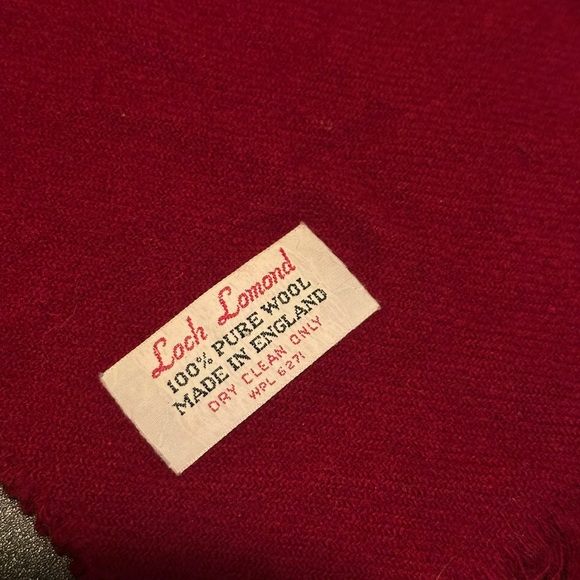 Loch Lomond
100% PURE WOOL
MADE IN ENGLAND
DRY CLEAN ONLY
WPL 6271